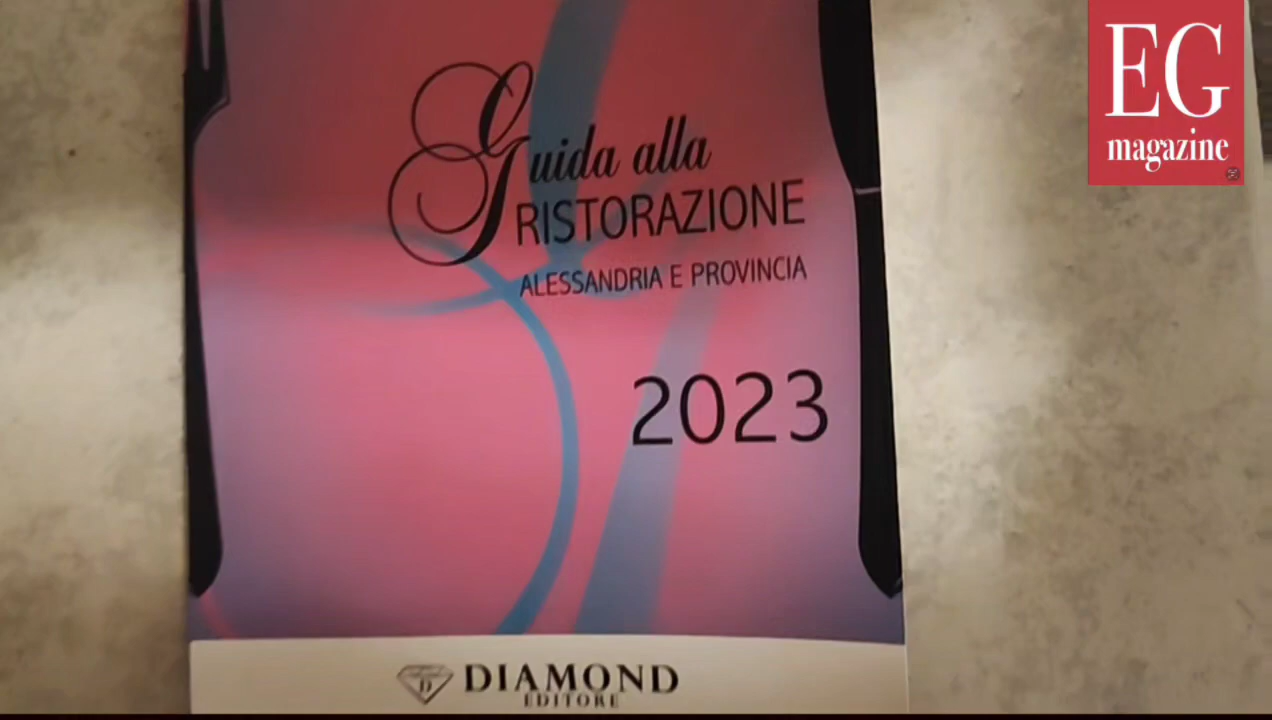 EG
magazine
Guida alla
RISTORAZIONE
ALESSANDRIA E PROVINCIA
2023
DIAMOND
EDITORE